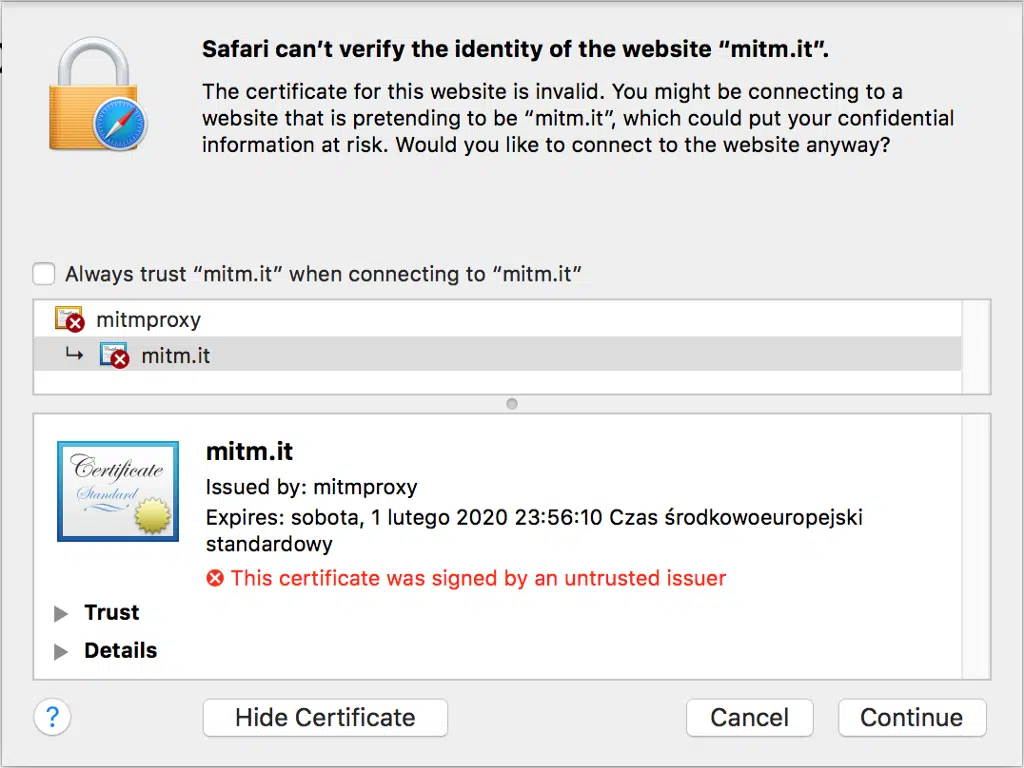 Safari can’t verify the identity of the website “mitm.it”.
The certificate for this website is invalid. You might be connecting to a
website that is pretending to be “mitm.it”, which could put your confidential
information at risk. Would you like to connect to the website anyway?
Always trust “mitm.it” when connecting to “mitm.it”
mitmproxy
mitm.it
Certificate
Standard
mitm.it
Issued by: mitmproxy
Expires: sobota, 1 lutego 2020 23:56:10 Czas środkowoeuropejski
standardowy
This certificate was signed by an untrusted issuer
Trust
Details
?
Hide Certificate
Cancel
Continue